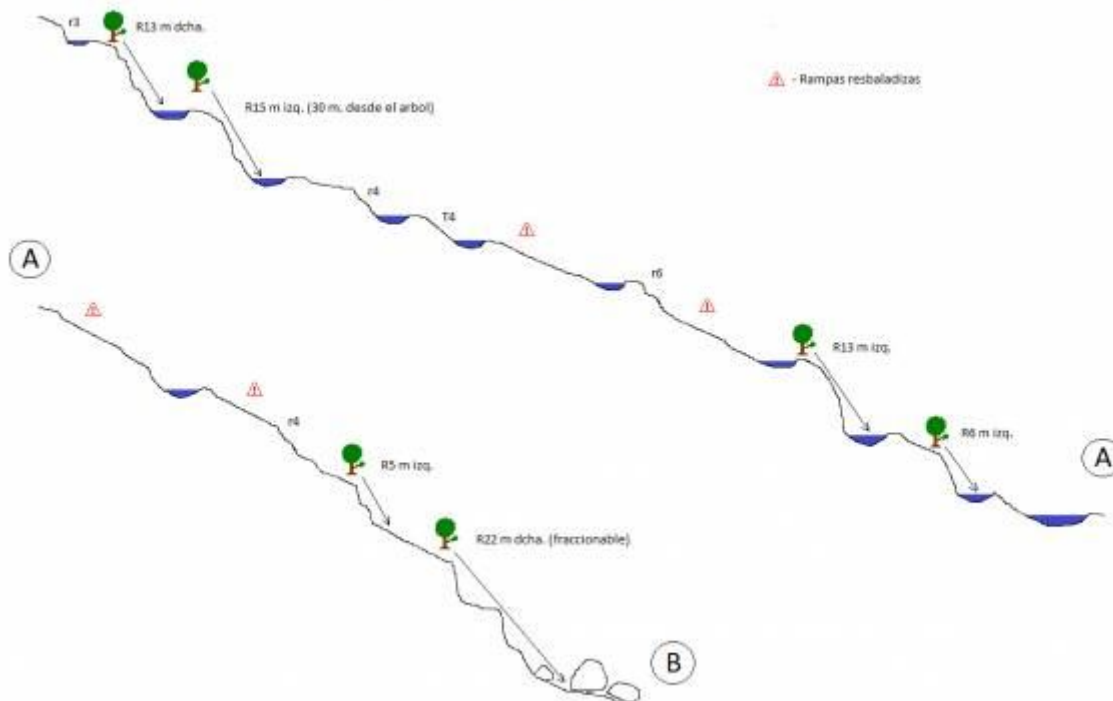 r3
R13 m dcha.
- Rampas resbaladizas
R15 m izq. (30 m. desde el arbol)
r4
T4
A
r6
R13 m izq.
r4
R6 m izq.
A
R5 m izq.
R22 m dcha. (fraccionable)
B